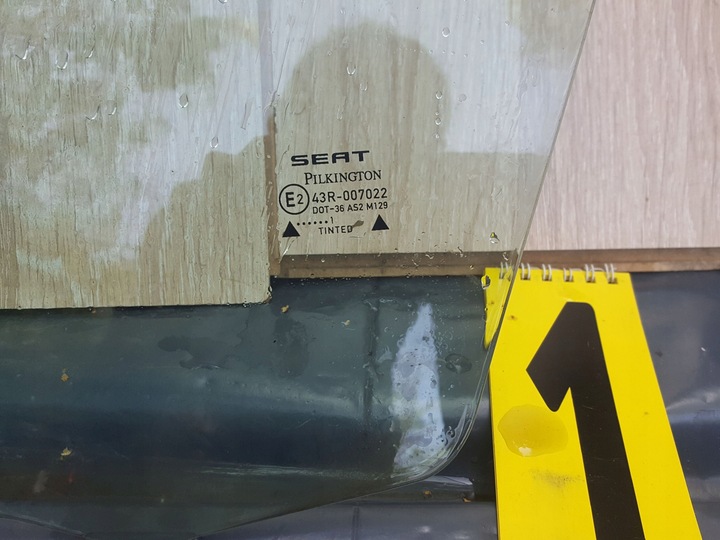 SEAT
PILKINGTON
E2 43R-007022
DOT-36 AS2 M129
▲ ......1 ▲
TINTED
1